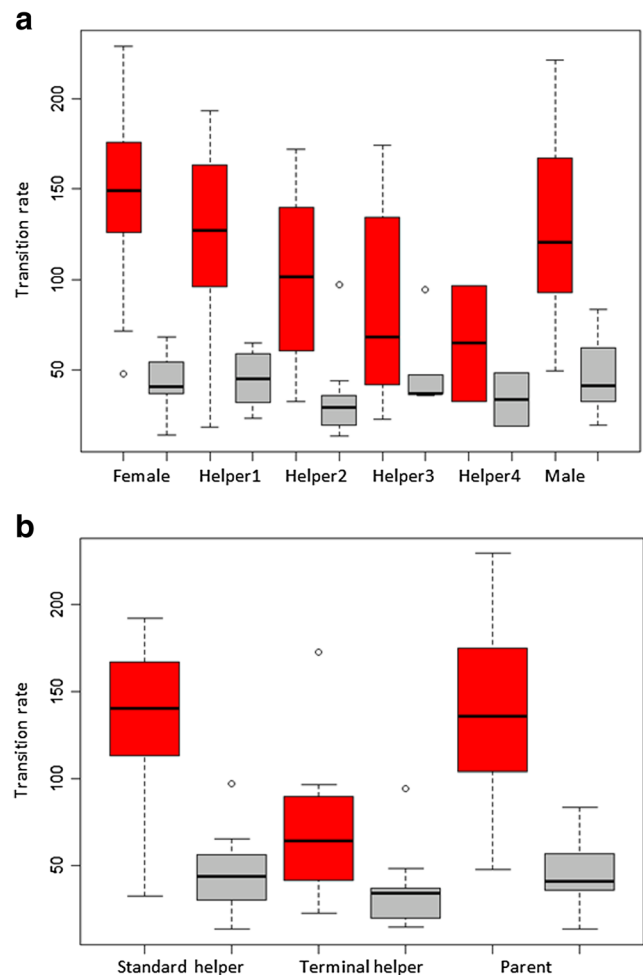 a
200
150
100
50
Transition rate
Female Helper1 Helper2 Helper3 Helper4 Male
b
200
150
100
50
Transition rate
Standard helper Terminal helper Parent